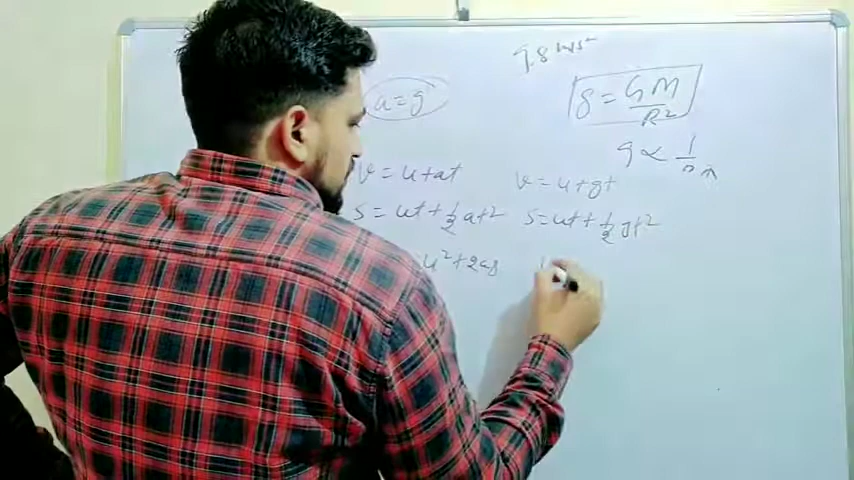 9.8 m/s²
a = g
g = GM/R²
g ∝ 1/R²
v = u + at
v = u + gt
s = ut + ½at²
s = ut + ½gt²
u² + 2as